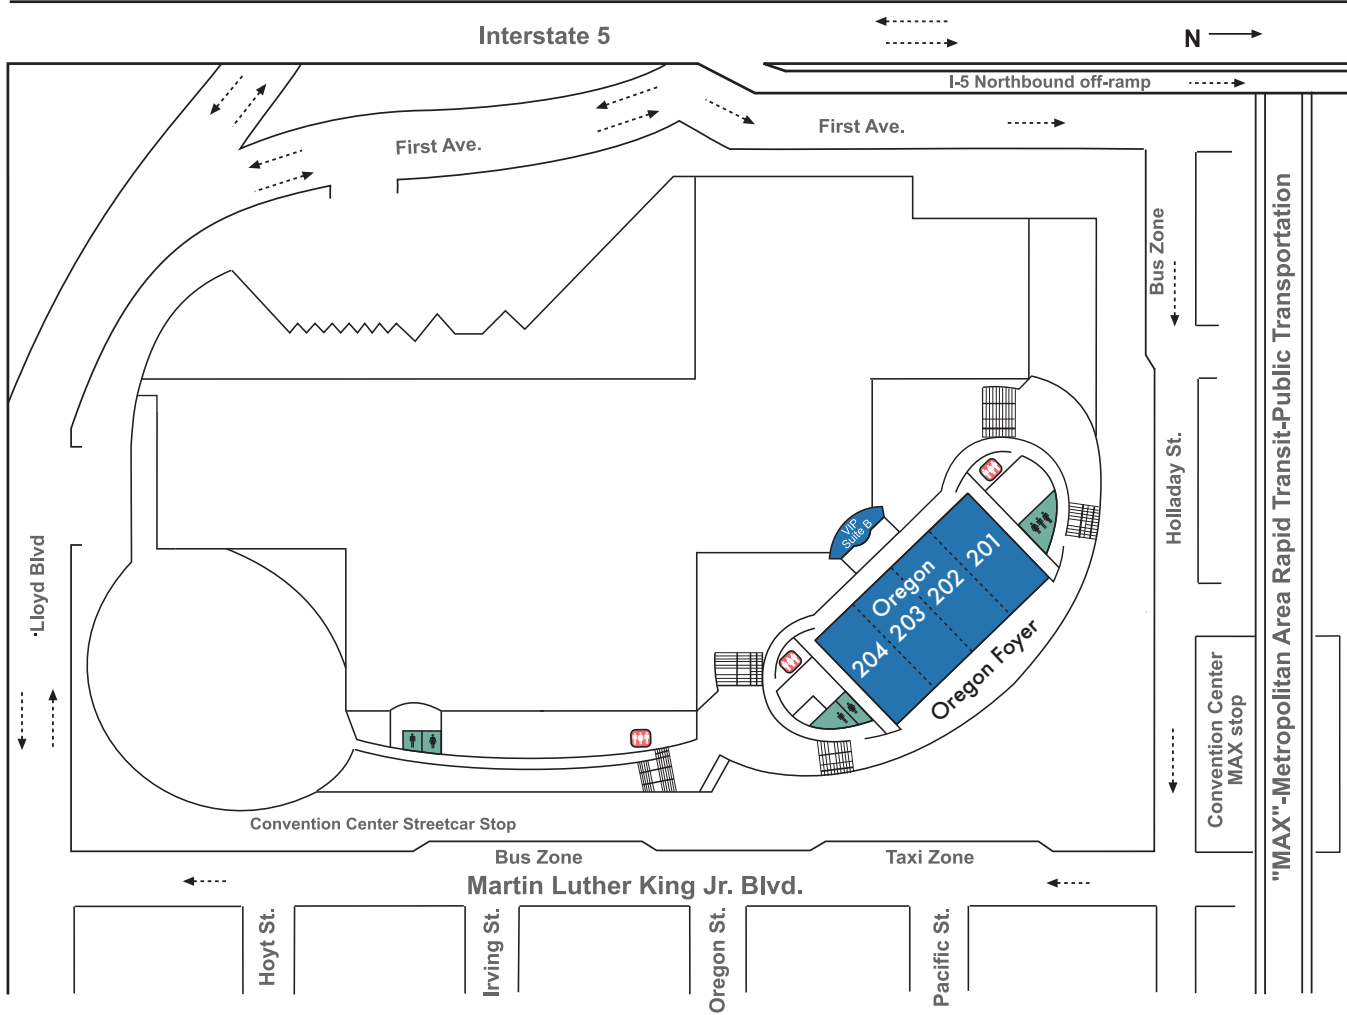 Interstate 5
N
I-5 Northbound off-ramp
First Ave.
First Ave.
Bus Zone
"MAX"-Metropolitan Area Rapid Transit-Public Transportation
Holladay St.
-Lloyd Blvd
VIP
Suite B
Oregon
201
202
203
204
Oregon Foyer
Convention Center
MAX stop
Convention Center Streetcar Stop
Bus Zone
Taxi Zone
Martin Luther King Jr. Blvd.
Hoyt St.
Irving St.
Oregon St.
Pacific St.